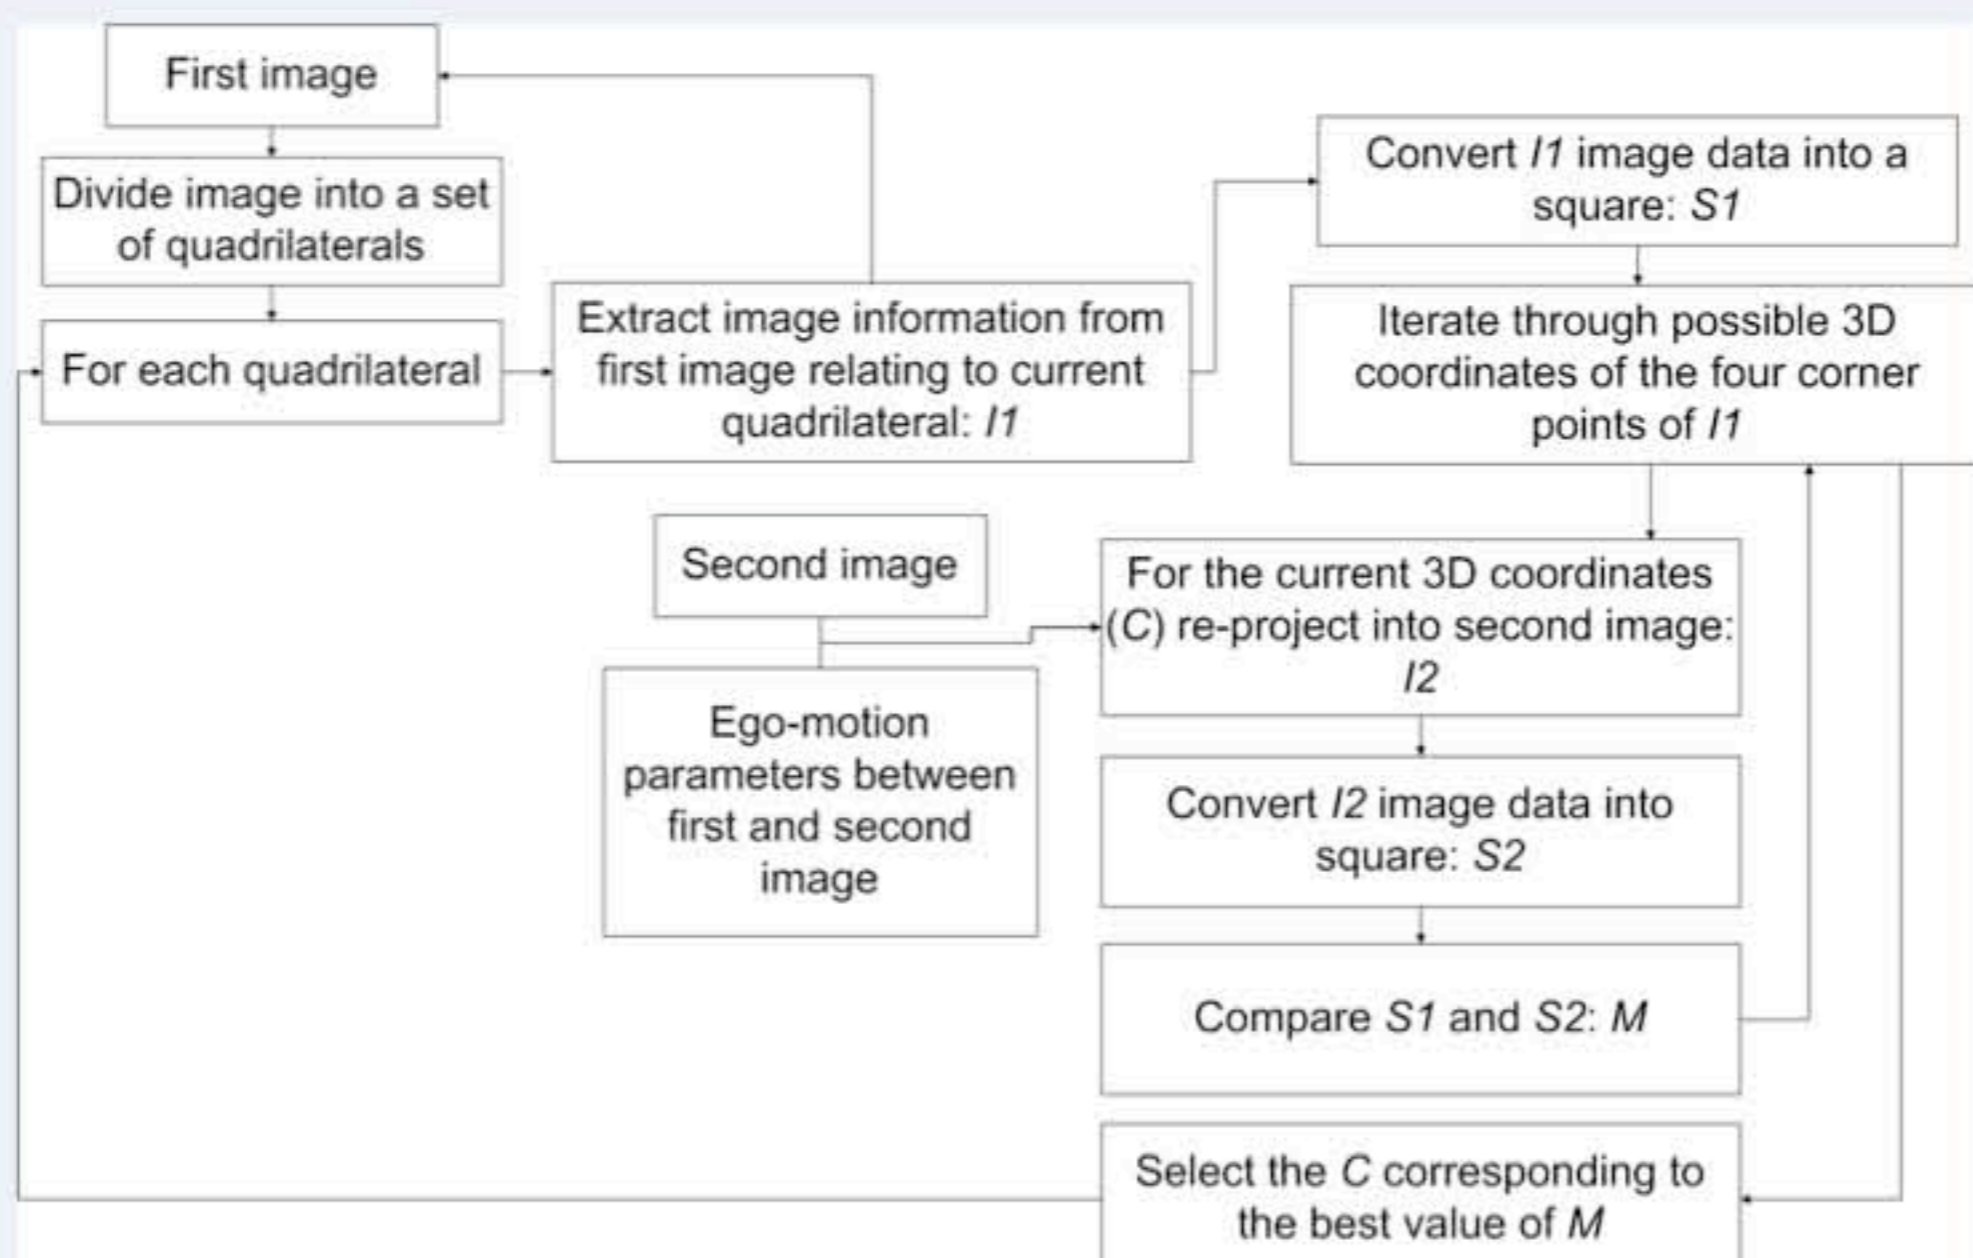 First image
Divide image into a set
of quadrilaterals
For each quadrilateral
Extract image information from
first image relating to current
quadrilateral: I1
Convert I1 image data into a
square: S1
Iterate through possible 3D
coordinates of the four corner
points of I1
Second image
Ego-motion
parameters between
first and second
image
For the current 3D coordinates
(C) re-project into second image:
I2
Convert I2 image data into
square: S2
Compare S1 and S2: M
Select the C corresponding to
the best value of M